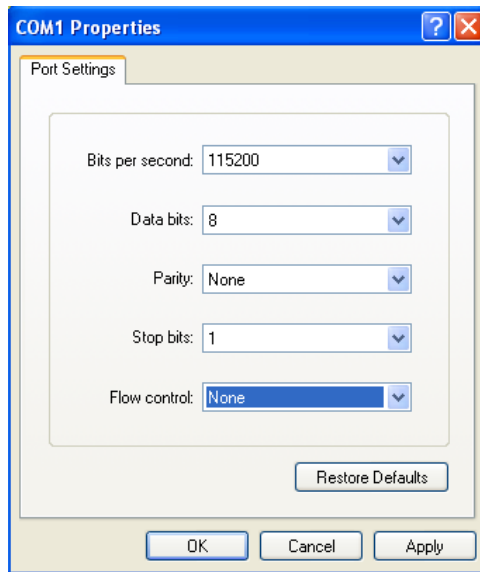 COM1 Properties
Port Settings
Bits per second: 115200
Data bits: 8
Parity: None
Stop bits: 1
Flow control: None
Restore Defaults
OK Cancel Apply